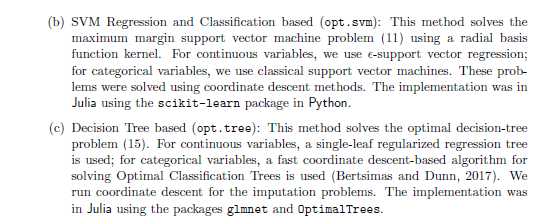 (b) SVM Regression and Classification based (opt.svm): This method solves the
maximum margin support vector machine problem (11) using a radial basis
function kernel. For continuous variables, we use ϵ-support vector regression;
for categorical variables, we use classical support vector machines. These prob-
lems were solved using coordinate descent methods. The implementation was in
Julia using the scikit-learn package in Python.
(c) Decision Tree based (opt.tree): This method solves the optimal decision-tree
problem (15). For continuous variables, a single-leaf regularized regression tree
is used; for categorical variables, a fast coordinate descent-based algorithm for
solving Optimal Classification Trees is used (Bertsimas and Dunn, 2017). We
run coordinate descent for the imputation problems. The implementation was
in Julia using the packages glmnet and OptimalTrees.